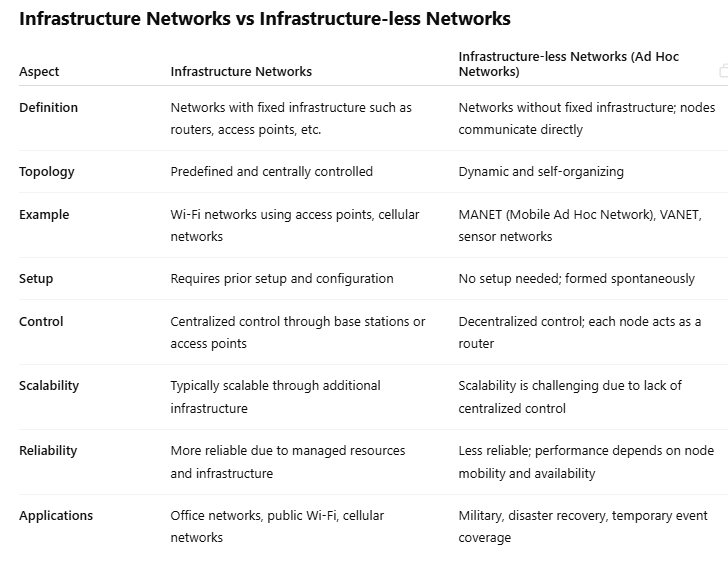 Infrastructure Networks vs Infrastructure-less Networks
Aspect
Infrastructure Networks
Infrastructure-less Networks (Ad Hoc
Networks)
Definition
Networks with fixed infrastructure such as
routers, access points, etc.
Networks without fixed infrastructure; nodes
communicate directly
Topology
Predefined and centrally controlled
Dynamic and self-organizing
Example
Wi-Fi networks using access points, cellular
networks
MANET (Mobile Ad Hoc Network), VANET,
sensor networks
Setup
Requires prior setup and configuration
No setup needed; formed spontaneously
Control
Centralized control through base stations or
access points
Decentralized control; each node acts as a
router
Scalability
Typically scalable through additional
infrastructure
Scalability is challenging due to lack of
centralized control
Reliability
More reliable due to managed resources
and infrastructure
Less reliable; performance depends on node
mobility and availability
Applications
Office networks, public Wi-Fi, cellular
networks
Military, disaster recovery, temporary event
coverage